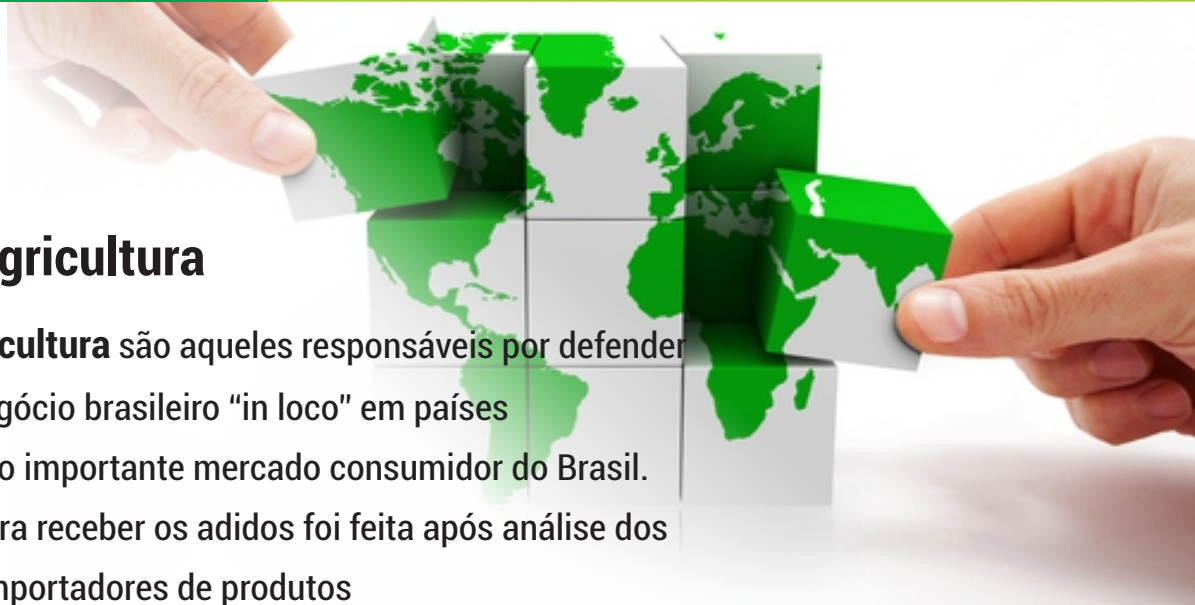 gricultura
cultura são aqueles responsáveis por defender
gócio brasileiro “in loco” em países
o importante mercado consumidor do Brasil.
ra receber os adidos foi feita após análise dos
mportadores de produtos